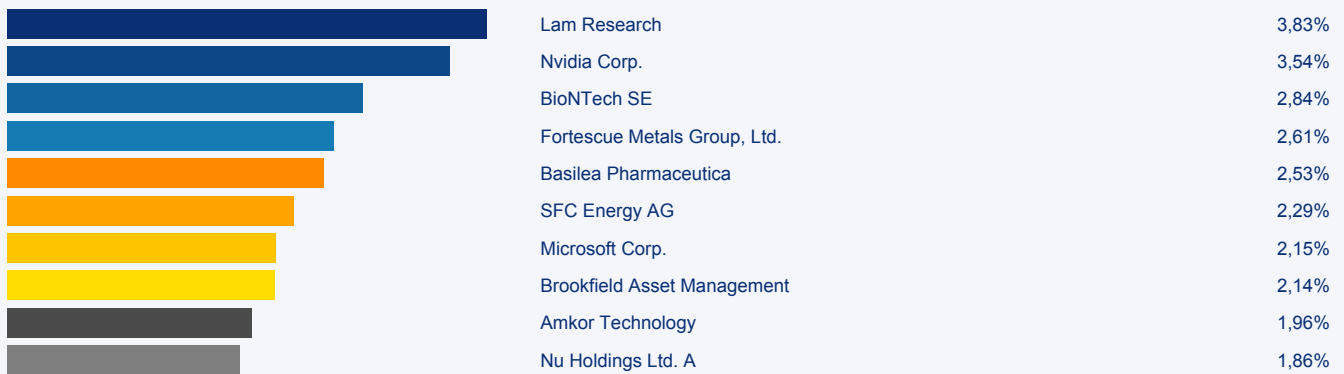 Lam Research 3,83%
Nvidia Corp. 3,54%
BioNTech SE 2,84%
Fortescue Metals Group, Ltd. 2,61%
Basilea Pharmaceutica 2,53%
SFC Energy AG 2,29%
Microsoft Corp. 2,15%
Brookfield Asset Management 2,14%
Amkor Technology 1,96%
Nu Holdings Ltd. A 1,86%